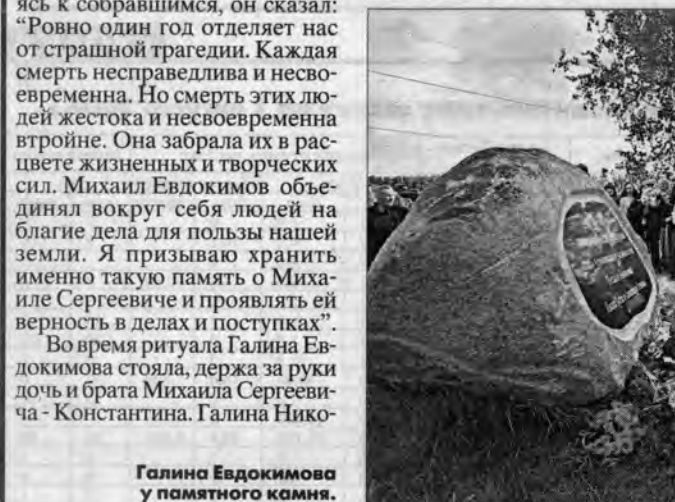 ясь к собравшимся, он сказал:
“Ровно один год отделяет нас
от страшной трагедии. Каждая
смерть несправедлива и несво-
евременна. Но смерть этих лю-
дей жестока и несвоевременна
втройне. Она забрала их в рас-
цвете жизненных и творческих
сил. Михаил Евдокимов объе-
динял вокруг себя людей на
благие дела для пользы нашей
земли. Я призываю хранить
именно такую память о Миха-
иле Сергеевиче и проявлять ей
верность в делах и поступках”.
Во время ритуала Галина Ев-
докимова стояла, держа за руки
дочь и брата Михаила Сергееви-
ча - Константина. Галина Нико-
Галина Евдокимова
у памятного камня.